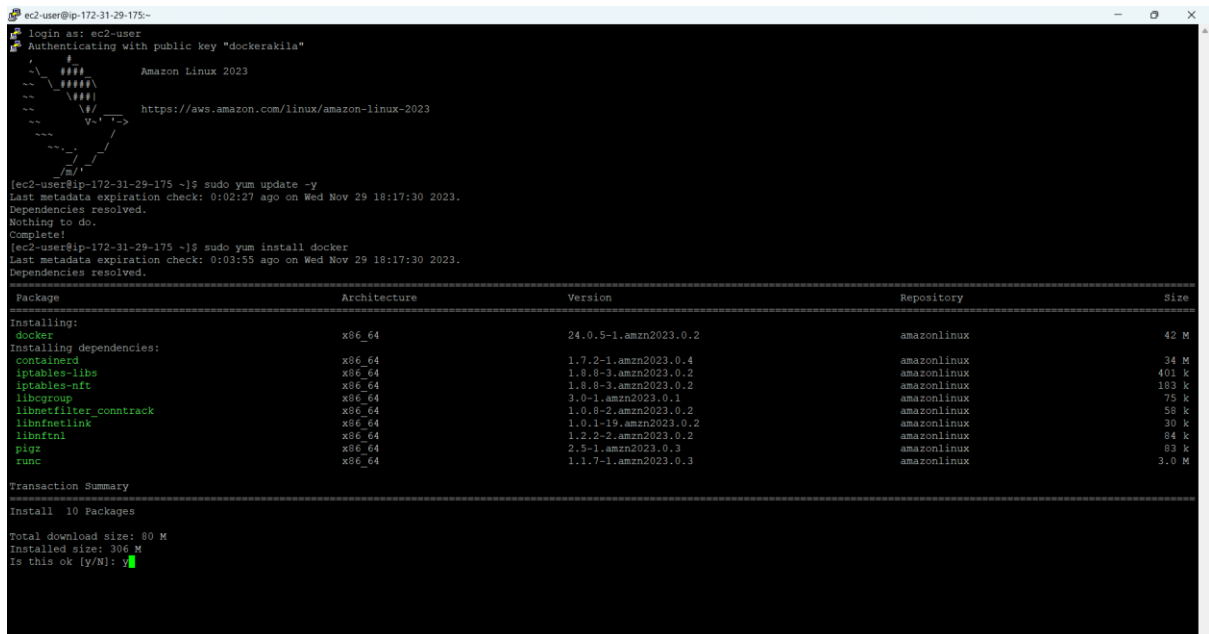 ec2-user@ip-172-31-29-175:~
login as: ec2-user
Authenticating with public key "dockerakila"
   ,     #_
   ~\_  ####_        Amazon Linux 2023
  ~~  \_#####\
  ~~     \###|
  ~~       \#/ ___   https://aws.amazon.com/linux/amazon-linux-2023
   ~~       V~' '->
    ~~~         /
      ~~._.   _/
         _/ _/
       _/m/'
[ec2-user@ip-172-31-29-175 ~]$ sudo yum update -y
Last metadata expiration check: 0:02:27 ago on Wed Nov 29 18:17:30 2023.
Dependencies resolved.
Nothing to do.
Complete!
[ec2-user@ip-172-31-29-175 ~]$ sudo yum install docker
Last metadata expiration check: 0:03:55 ago on Wed Nov 29 18:17:30 2023.
Dependencies resolved.
Package Architecture Version Repository Size
Installing:
docker x86_64 24.0.5-1.amzn2023.0.2 amazonlinux 42 M
Installing dependencies:
containerd x86_64 1.7.2-1.amzn2023.0.4 amazonlinux 34 M
iptables-libs x86_64 1.8.8-3.amzn2023.0.2 amazonlinux 401 k
iptables-nft x86_64 1.8.8-3.amzn2023.0.2 amazonlinux 183 k
libcgroup x86_64 3.0-1.amzn2023.0.1 amazonlinux 75 k
libnetfilter_conntrack x86_64 1.0.8-2.amzn2023.0.2 amazonlinux 58 k
libnfnetlink x86_64 1.0.1-19.amzn2023.0.2 amazonlinux 30 k
libnftnl x86_64 1.2.2-2.amzn2023.0.2 amazonlinux 84 k
pigz x86_64 2.5-1.amzn2023.0.3 amazonlinux 83 k
runc x86_64 1.1.7-1.amzn2023.0.3 amazonlinux 3.0 M
Transaction Summary
Install  10 Packages
Total download size: 80 M
Installed size: 306 M
Is this ok [y/N]: y